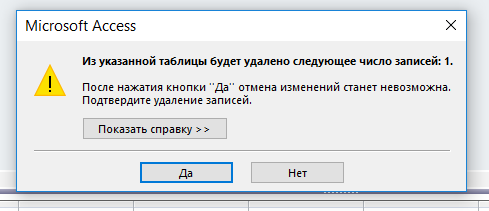 Microsoft Access
Из указанной таблицы будет удалено следующее число записей: 1.
После нажатия кнопки "Да" отмена изменений станет невозможна.
Подтвердите удаление записей.
Показать справку >>
Да
Нет